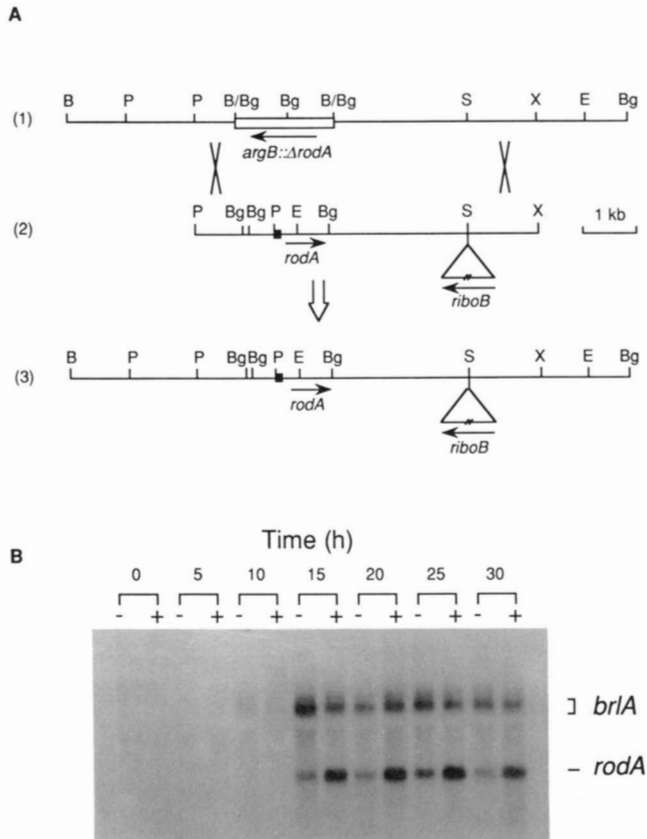 A
B P P B/Bg Bg B/Bg S X E Bg
(1)
argB::ΔrodA
P Bg Bg P E Bg S X
(2) 1 kb
rodA
riboB
B P P Bg Bg P E Bg S X E Bg
(3)
rodA
riboB
Time (h)
B
0 5 10 15 20 25 30
- + - + - + - + - + - + - +
] brlA
– rodA